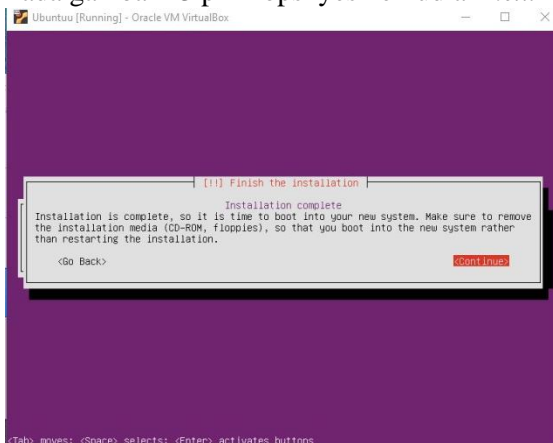 Ubuntuu [Running] - Oracle VM VirtualBox
[!!] Finish the installation
Installation complete
Installation is complete, so it is time to boot into your new system. Make sure to remove
the installation media (CD-ROM, floppies), so that you boot into the new system rather
than restarting the installation.
<Go Back> <Continue>
<Tab> moves; <Space> selects; <Enter> activates buttons